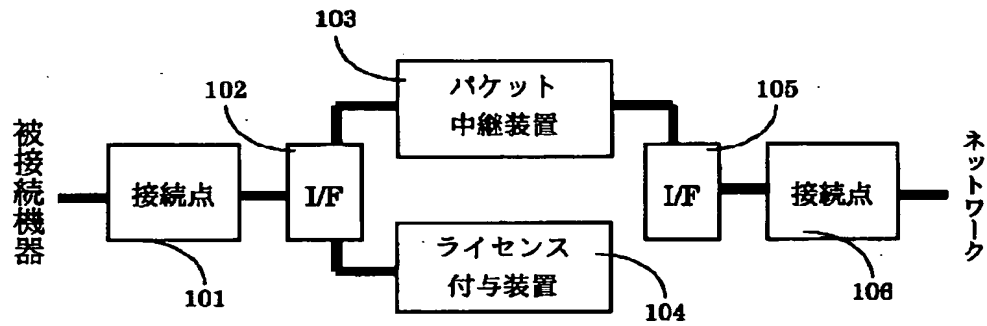 103
パケット
中継装置
102
105
被接続機器
接続点
I/F
I/F
接続点
ネットワーク
ライセンス
付与装置
101
104
106